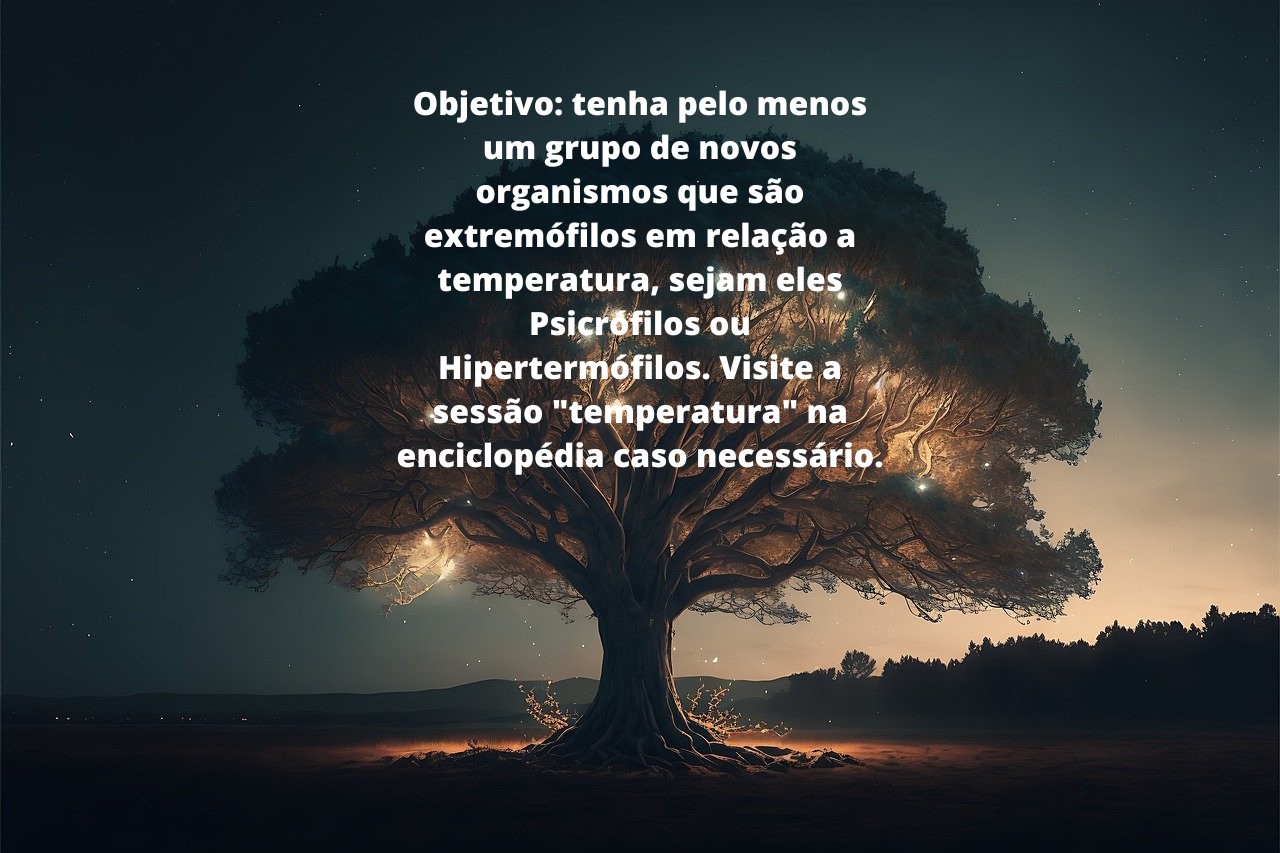 Objetivo: tenha pelo menos
um grupo de novos
organismos que são
extremófilos em relação a
temperatura, sejam eles
Psicrófilos ou
Hipertermófilos. Visite a
sessão "temperatura" na
enciclopédia caso necessário.